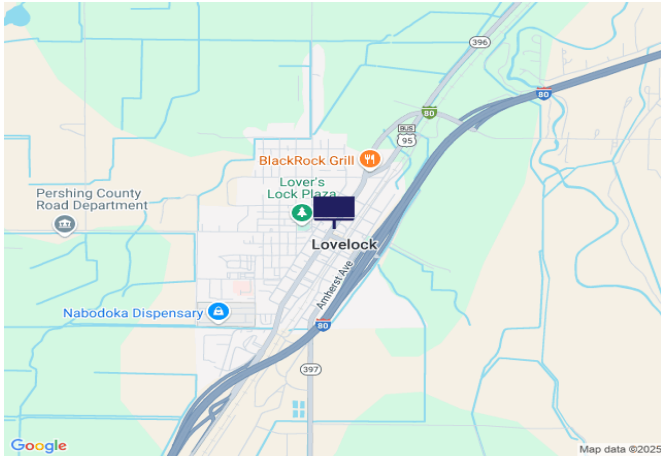 396
80
80
BUS
95
BlackRock Grill
Lover's
Lock Plaza
Pershing County
Road Department
Lovelock
Amherst Ave
Nabodoka Dispensary
80
397
Google
Map data ©2025